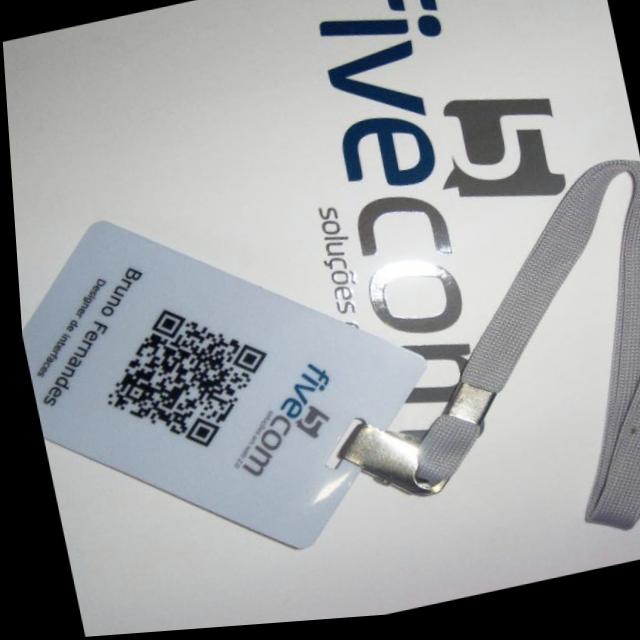 fivecom
soluções
fivecom
Bruno Fernandes
Designer de Interfaces